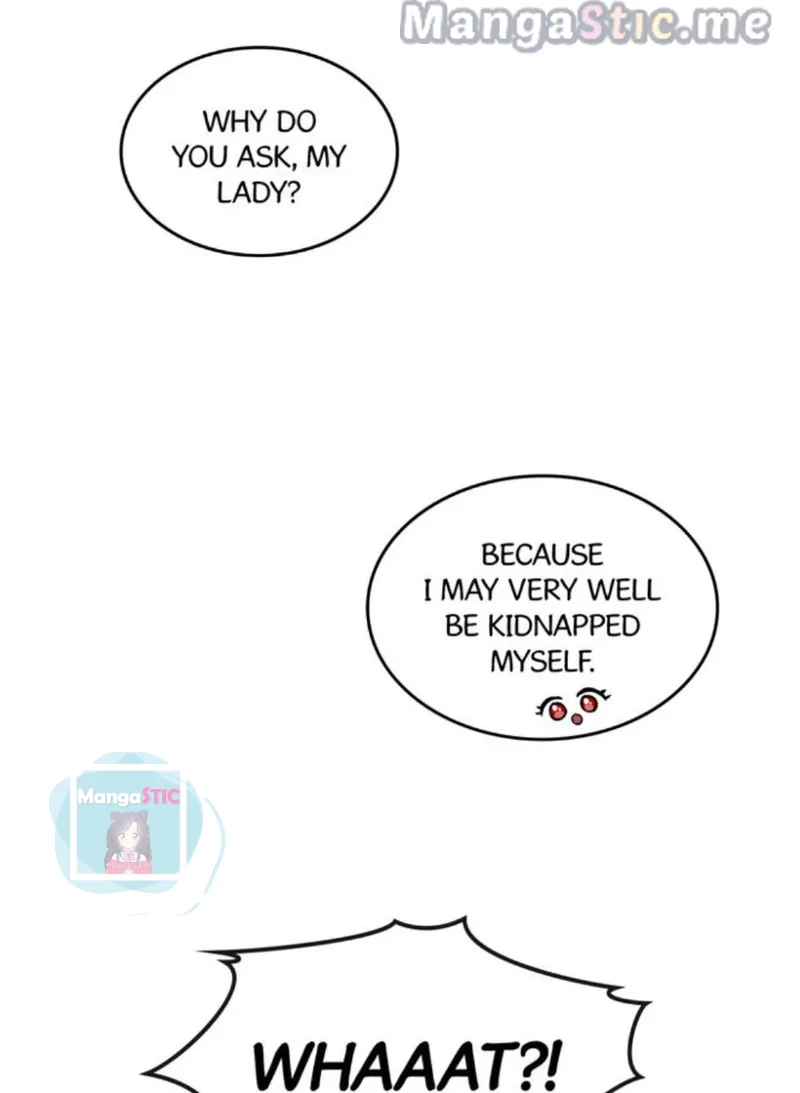 MangaStic.me
WHY DO
YOU ASK, MY
LADY?
BECAUSE
I MAY VERY WELL
BE KIDNAPPED
MYSELF.
MangaSTIC
WHAAAT?!